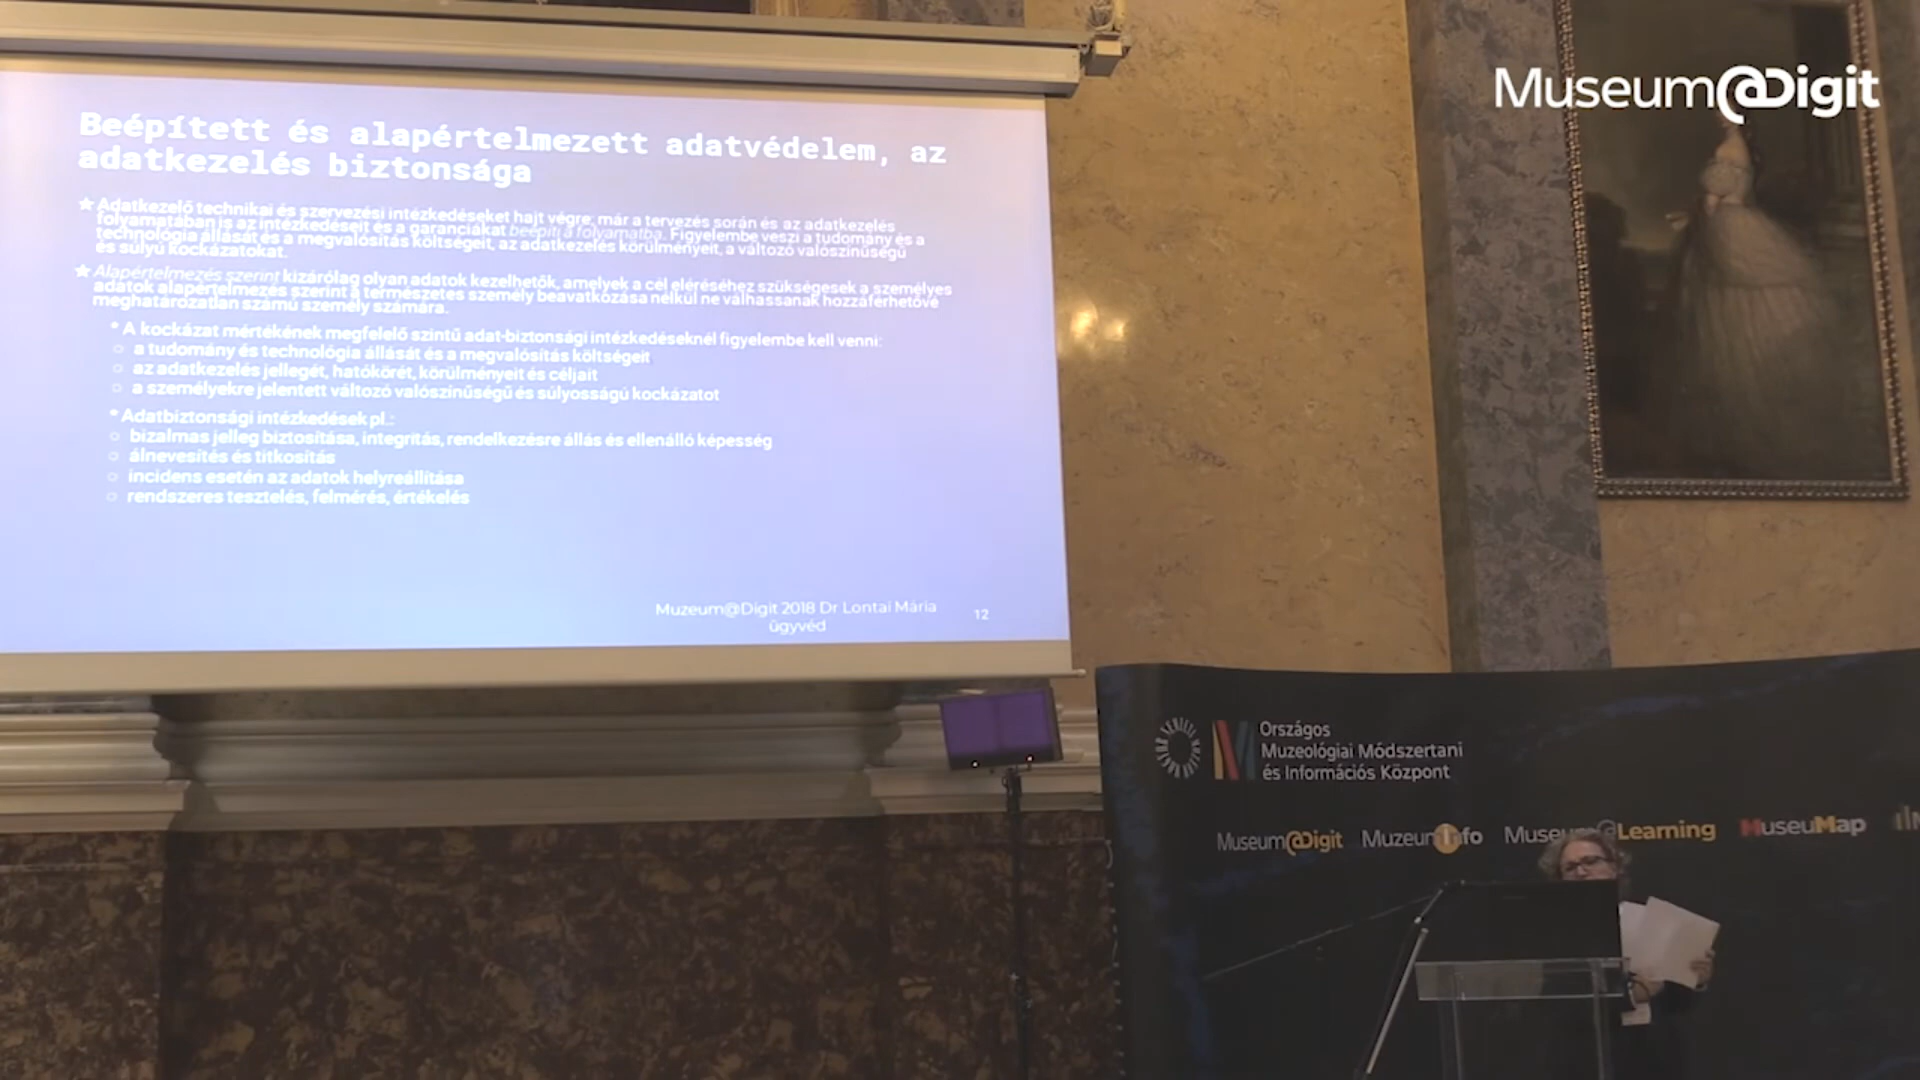 Museum@Digit
Beépített és alapértelmezett adatvédelem, az
adatkezelés biztonsága
Adatkezelő technikai és szervezési intézkedéseket hajt végre: már a tervezés során és az adatkezelés
folyamatában is az intézkedéseit és a garanciákat beépíti a folyamatba. Figyelembe veszi a tudomány és a
technológia állását és a megvalósítás költségeit, az adatkezelés körülményeit, a változó valószínűségű
és súlyú kockázatokat.
Alapértelmezés szerint kizárólag olyan adatok kezelhetők, amelyek a cél eléréséhez szükségesek a személyes
adatok alapértelmezés szerint a természetes személy beavatkozása nélkül ne válhassanak hozzáférhetővé
meghatározatlan számú személy számára.
* A kockázat mértékének megfelelő szintű adat-biztonsági intézkedéseknél figyelembe kell venni:
○ a tudomány és technológia állását és a megvalósítás költségeit
○ az adatkezelés jellegét, hatókörét, körülményeit és céljait
○ a személyekre jelentett változó valószínűségű és súlyosságú kockázatot
* Adatbiztonsági intézkedések pl.:
○ bizalmas jelleg biztosítása, integritás, rendelkezésre állás és ellenálló képesség
○ álnevesítés és titkosítás
○ incidens esetén az adatok helyreállítása
○ rendszeres tesztelés, felmérés, értékelés
Muzeum@Digit 2018 Dr Lontai Mária
ügyvéd
12
Országos
Muzeológiai Módszertani
és Információs Központ
Museum@Digit MuzeumInfo Museum@Learning MuseuMap